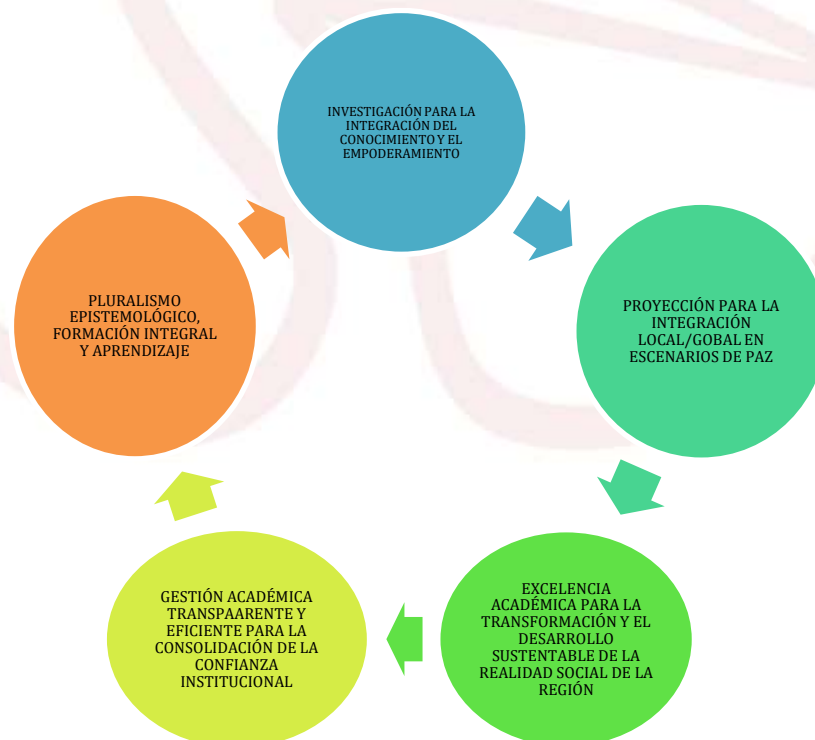 INVESTIGACIÓN PARA LA
INTEGRACIÓN DEL
CONOCIMIENTO Y EL
EMPODERAMIENTO
PROYECCIÓN PARA LA
INTEGRACIÓN
LOCAL/GOBAL EN
ESCENARIOS DE PAZ
EXCELENCIA
ACADÉMICA PARA LA
TRANSFORMACIÓN Y EL
DESARROLLO
SUSTENTABLE DE LA
REALIDAD SOCIAL DE LA
REGIÓN
GESTIÓN ACADÉMICA
TRANSPAARENTE Y
EFICIENTE PARA LA
CONSOLIDACIÓN DE LA
CONFIANZA
INSTITUCIONAL
PLURALISMO
EPISTEMOLÓGICO,
FORMACIÓN INTEGRAL
Y APRENDIZAJE